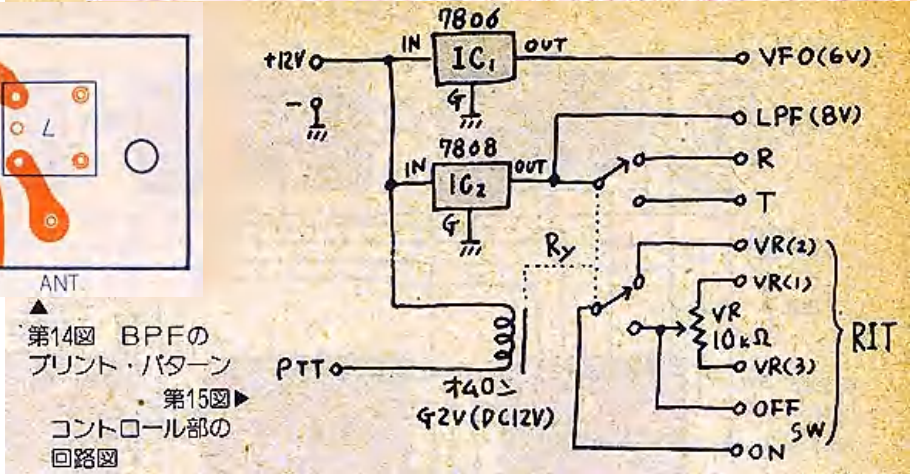 7806
+12V
IN
IC₁
OUT
VFO(6V)
-
G
LPF(8V)
7808
IN
IC₂
OUT
R
G
T
Ry
VR(2)
VR(1)
VR
10kΩ
RIT
VR(3)
PTT
オムロン
G2V(DC12V)
OFF
SW
ON
L
ANT
▲
第14図 BPFの
プリント・パターン
第15図▶
コントロール部の
回路図